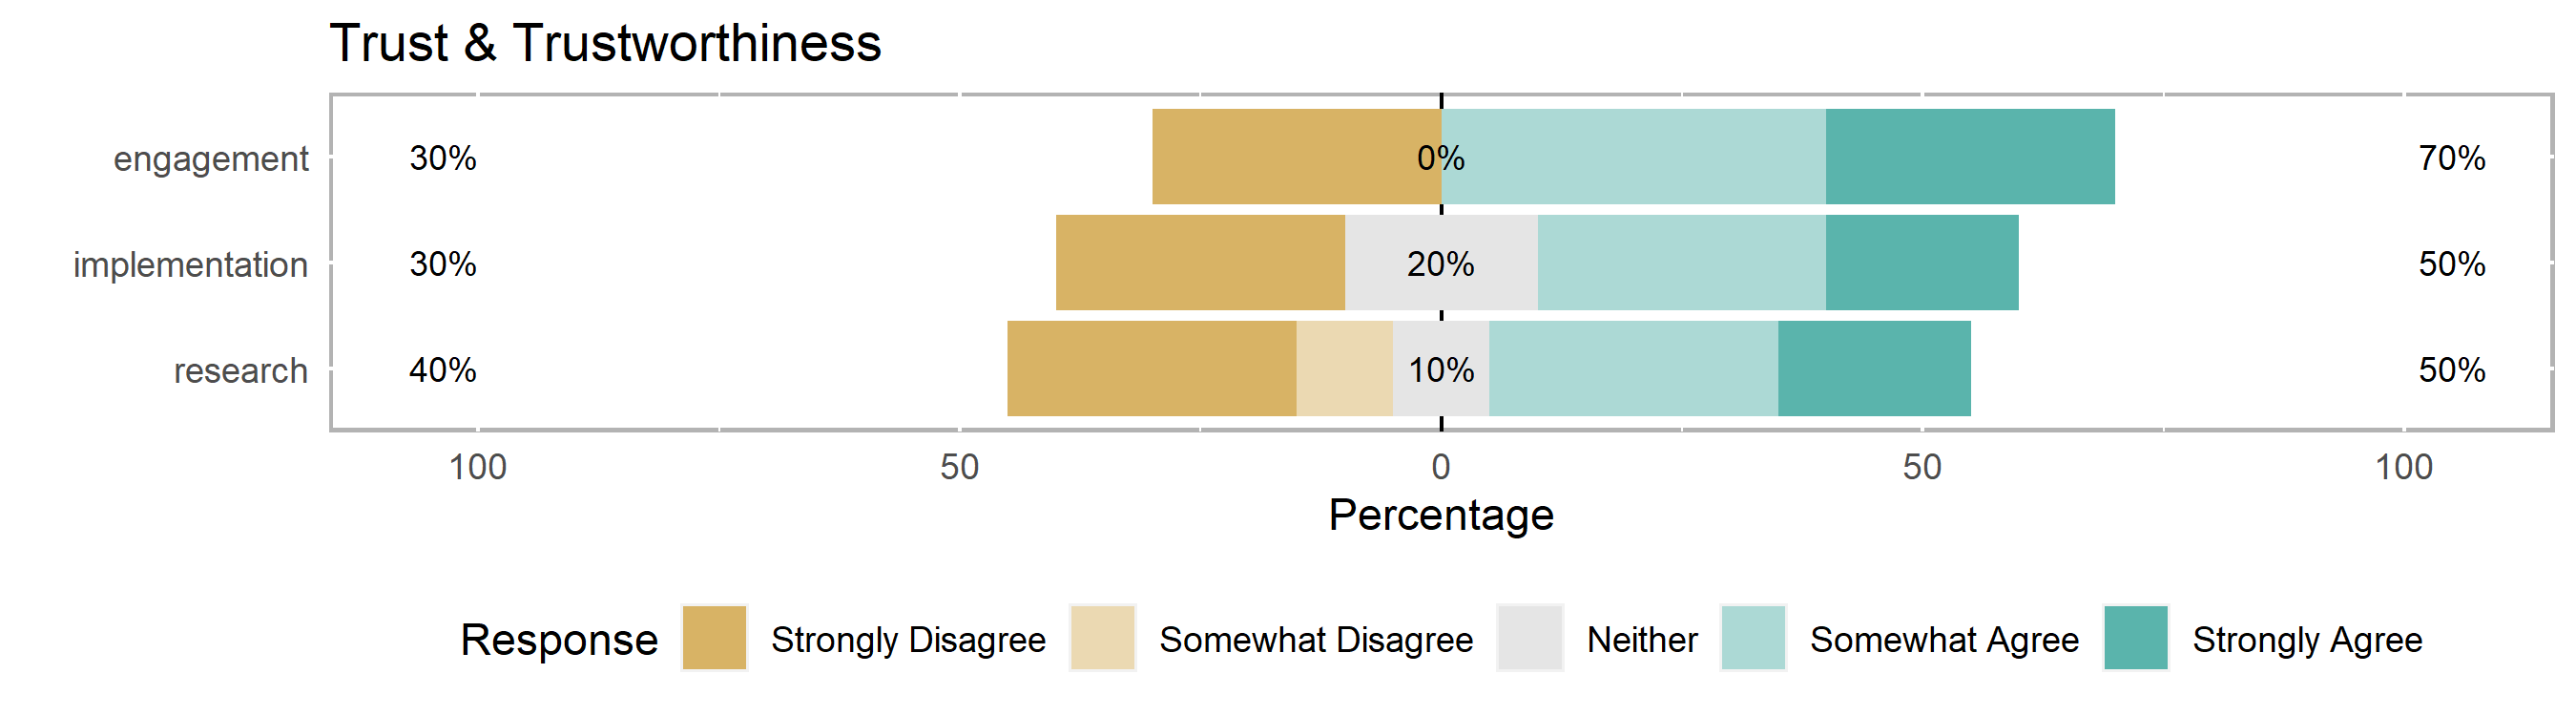 Trust & Trustworthiness
engagement 30% 0% 70%
implementation 30% 20% 50%
research 40% 10% 50%
100 50 0 50 100
Percentage
Response Strongly Disagree Somewhat Disagree Neither Somewhat Agree Strongly Agree